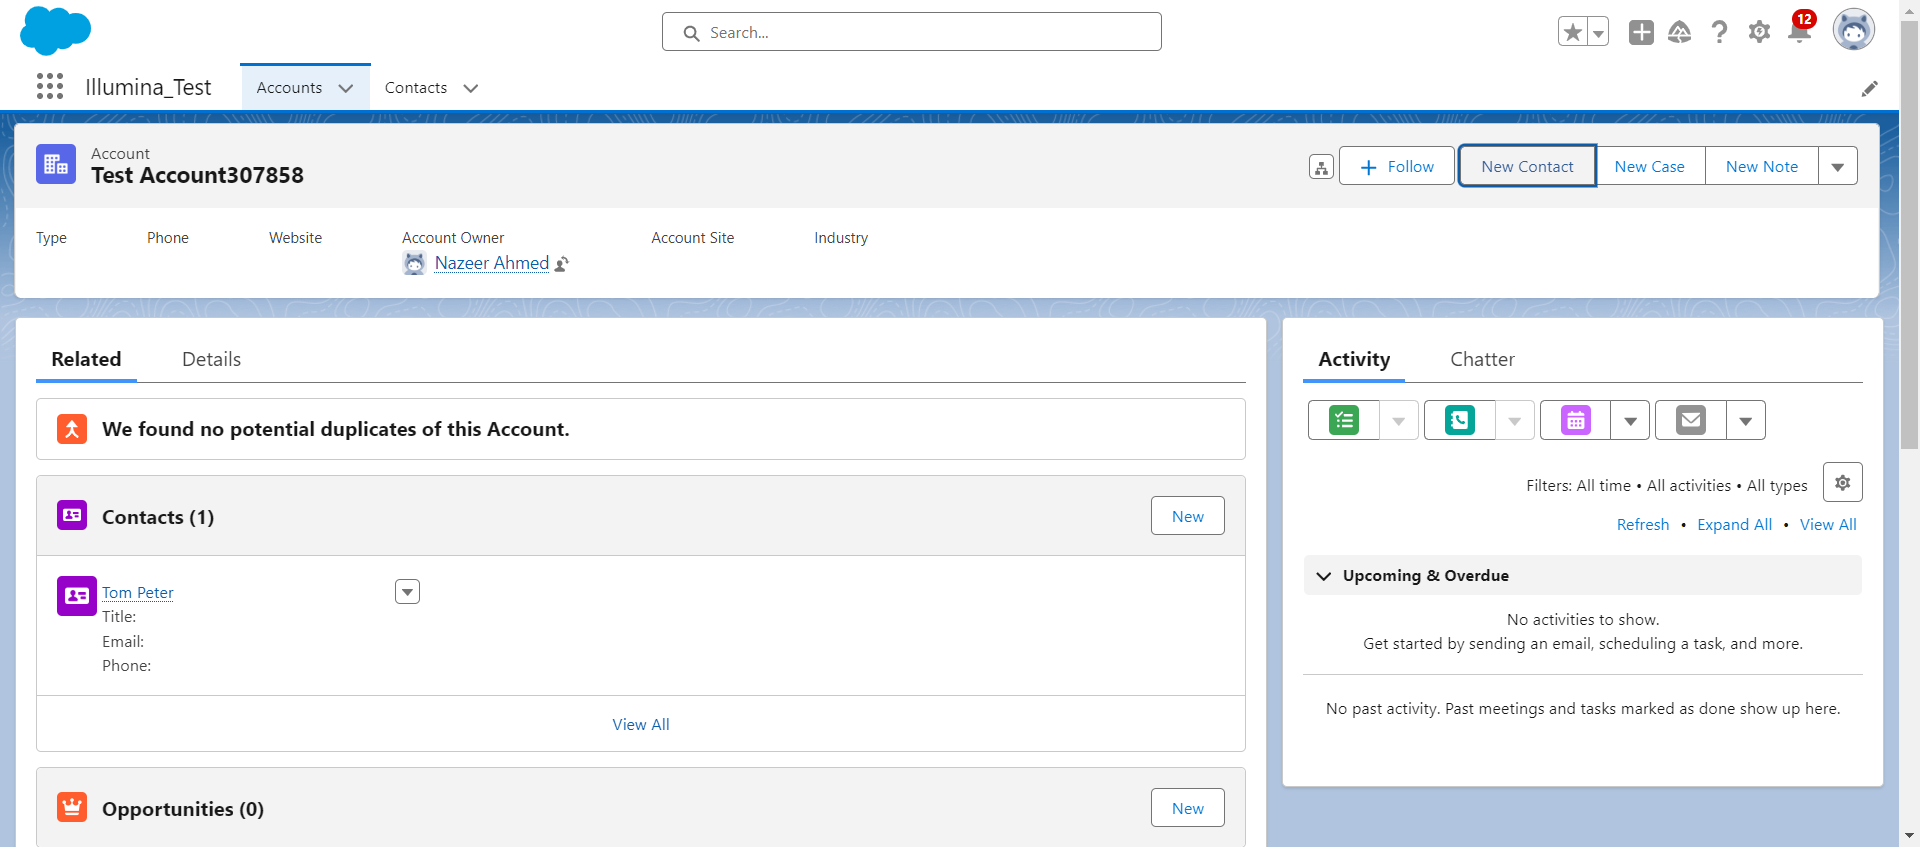 Search...
12
Illumina_Test
Accounts
Contacts
Account
Test Account307858
Follow
New Contact
New Case
New Note
Type
Phone
Website
Account Owner
Account Site
Industry
Nazeer Ahmed
Related
Details
We found no potential duplicates of this Account.
Contacts (1)
New
Tom Peter
Title:
Email:
Phone:
View All
Opportunities (0)
New
Activity
Chatter
Filters: All time • All activities • All types
Refresh • Expand All • View All
Upcoming & Overdue
No activities to show.
Get started by sending an email, scheduling a task, and more.
No past activity. Past meetings and tasks marked as done show up here.